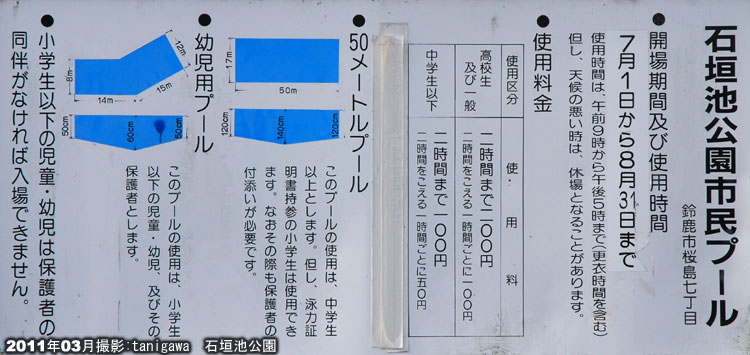 石垣池公園市民プール
鈴鹿市桜島七丁目
●開場期間及び使用時間
7月1日から8月31日まで
使用時間は、午前9時から午後5時まで(更衣時間を含む)
但し、天候の悪い時は、休場となることがあります。
●使用料金
使用区分
使用料
高校生
及び一般
二時間まで二〇〇円
二時間をこえる一時間ごとに一〇〇円
中学生以下
二時間まで一〇〇円
二時間をこえる一時間ごとに五〇円
●50メートルプール
17m
50m
120cm
140cm
120cm
このプールの使用は、中学生
以上とします。但し、泳力証
明書持参の小学生は使用でき
ます。なおその際も保護者の
付添いが必要です。
●幼児用プール
8m
14m
15m
12m
50cm
60cm
50cm
このプールの使用は、小学生
以下の児童・幼児、及びその
保護者とします。
●小学生以下の児童・幼児は保護者の
同伴がなければ入場できません。
2011年03月撮影:tanigawa 石垣池公園